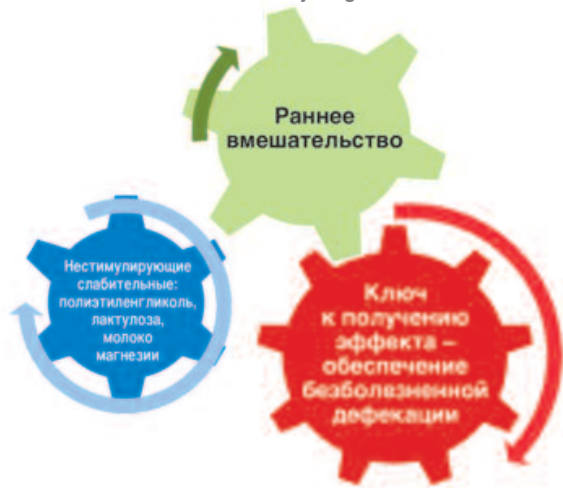 Раннее
вмешательство
Нестимулирующие
слабительные:
полиэтиленгликоль,
лактулоза,
молоко
магнезии
Ключ
к получению
эффекта –
обеспечение
безболезненной
дефекации